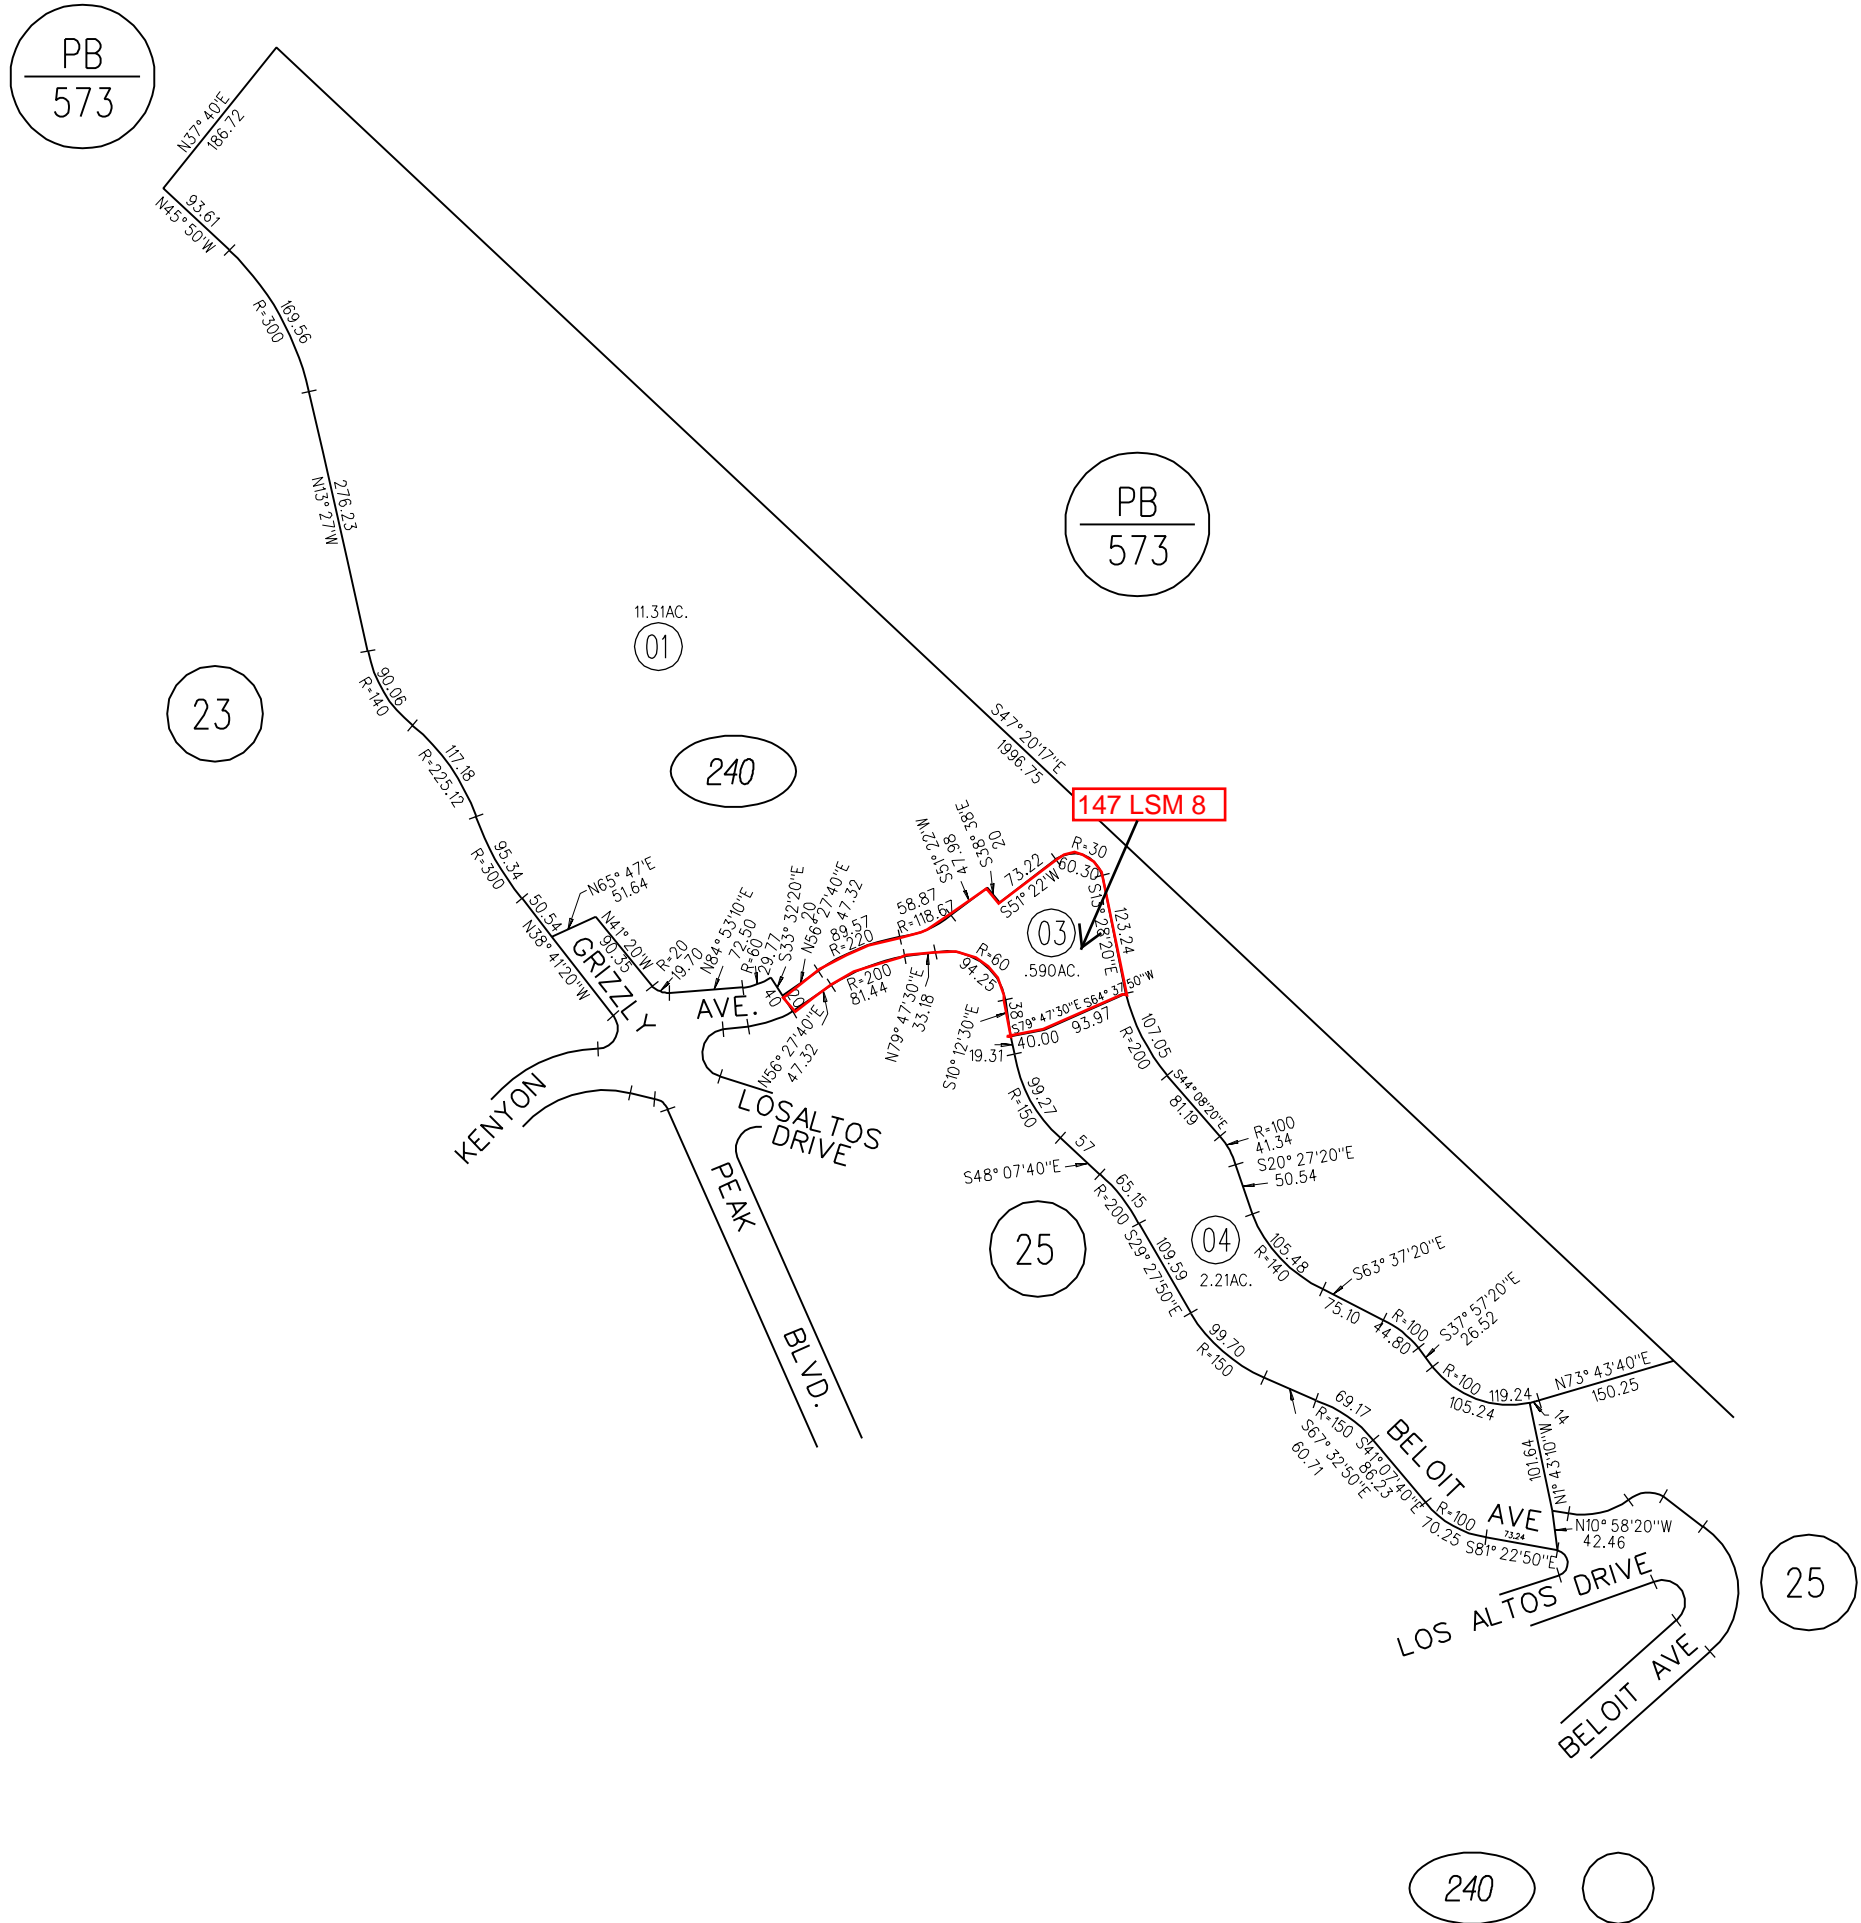 PB
573
N37° 40'E
186.72
93.61
N45° 50'W
169.56
R=300
276.23
N13° 27'W
PB
573
11.31AC.
01
23
90.06
R=140
240
117.18
R=225.12
S47° 20'17"E
1996.75
147 LSM 8
95.34
R=300
50.54
N38° 41'20"W
N65° 47'E
51.64
N41° 20'W
90.35
R=20
19.70
N84° 53'10"E
72.50
R=60
29.77
S33° 32'20"E
20
N56° 27'40"E
47.32
89.57
R=220
58.87
R=118.67
S51° 22'W
47.98
S38° 38'E
20
73.22
S51° 22'W
R=30
60.30
S15° 28'20"E
123.24
03
.590AC.
GRIZZLY
AVE.
40
20
R=200
81.44
N56° 27'40"E
47.32
N79° 47'30"E
33.18
R=60
94.25
S10° 12'30"E
38
S79° 47'30"E
40.00
S64° 37'50"W
93.97
19.31
99.27
R=150
107.05
R=200
S44° 08'20"E
81.19
R=100
41.34
S20° 27'20"E
50.54
KENYON
LOSALTOS
DRIVE
PEAK
BLVD.
57
S48° 07'40"E
65.15
R=200
25
04
2.21AC.
109.59
S29° 27'50"E
105.48
R=140
S63° 37'20"E
75.10
R=100
44.80
S37° 57'20"E
26.52
R=100
105.24
119.24
N73° 43'40"E
150.25
14
99.70
R=150
S67° 32'50"E
60.71
69.17
R=150
S41° 07'40"E
86.23
BELOIT
AVE
R=100
70.25
73.24
S81° 22'50"E
101.64
N1° 43'10"W
N10° 58'20"W
42.46
LOS ALTOS DRIVE
25
BELOIT AVE
240